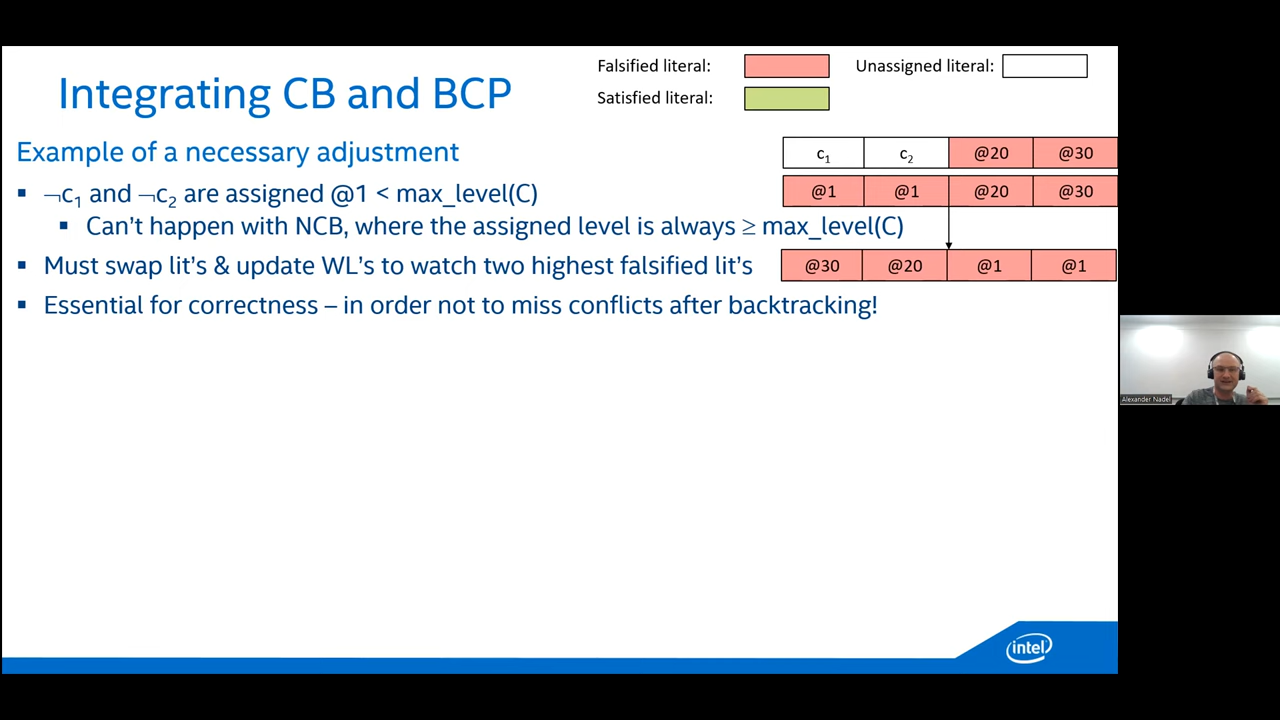 Integrating CB and BCP
Falsified literal:
Unassigned literal:
Satisfied literal:
Example of a necessary adjustment
c₁ c₂ @20 @30
▪ ¬c₁ and ¬c₂ are assigned @1 < max_level(C)
@1 @1 @20 @30
▪ Can't happen with NCB, where the assigned level is always ≥ max_level(C)
▪ Must swap lit's & update WL's to watch two highest falsified lit's
@30 @20 @1 @1
▪ Essential for correctness – in order not to miss conflicts after backtracking!
Alexander Nadel
intel